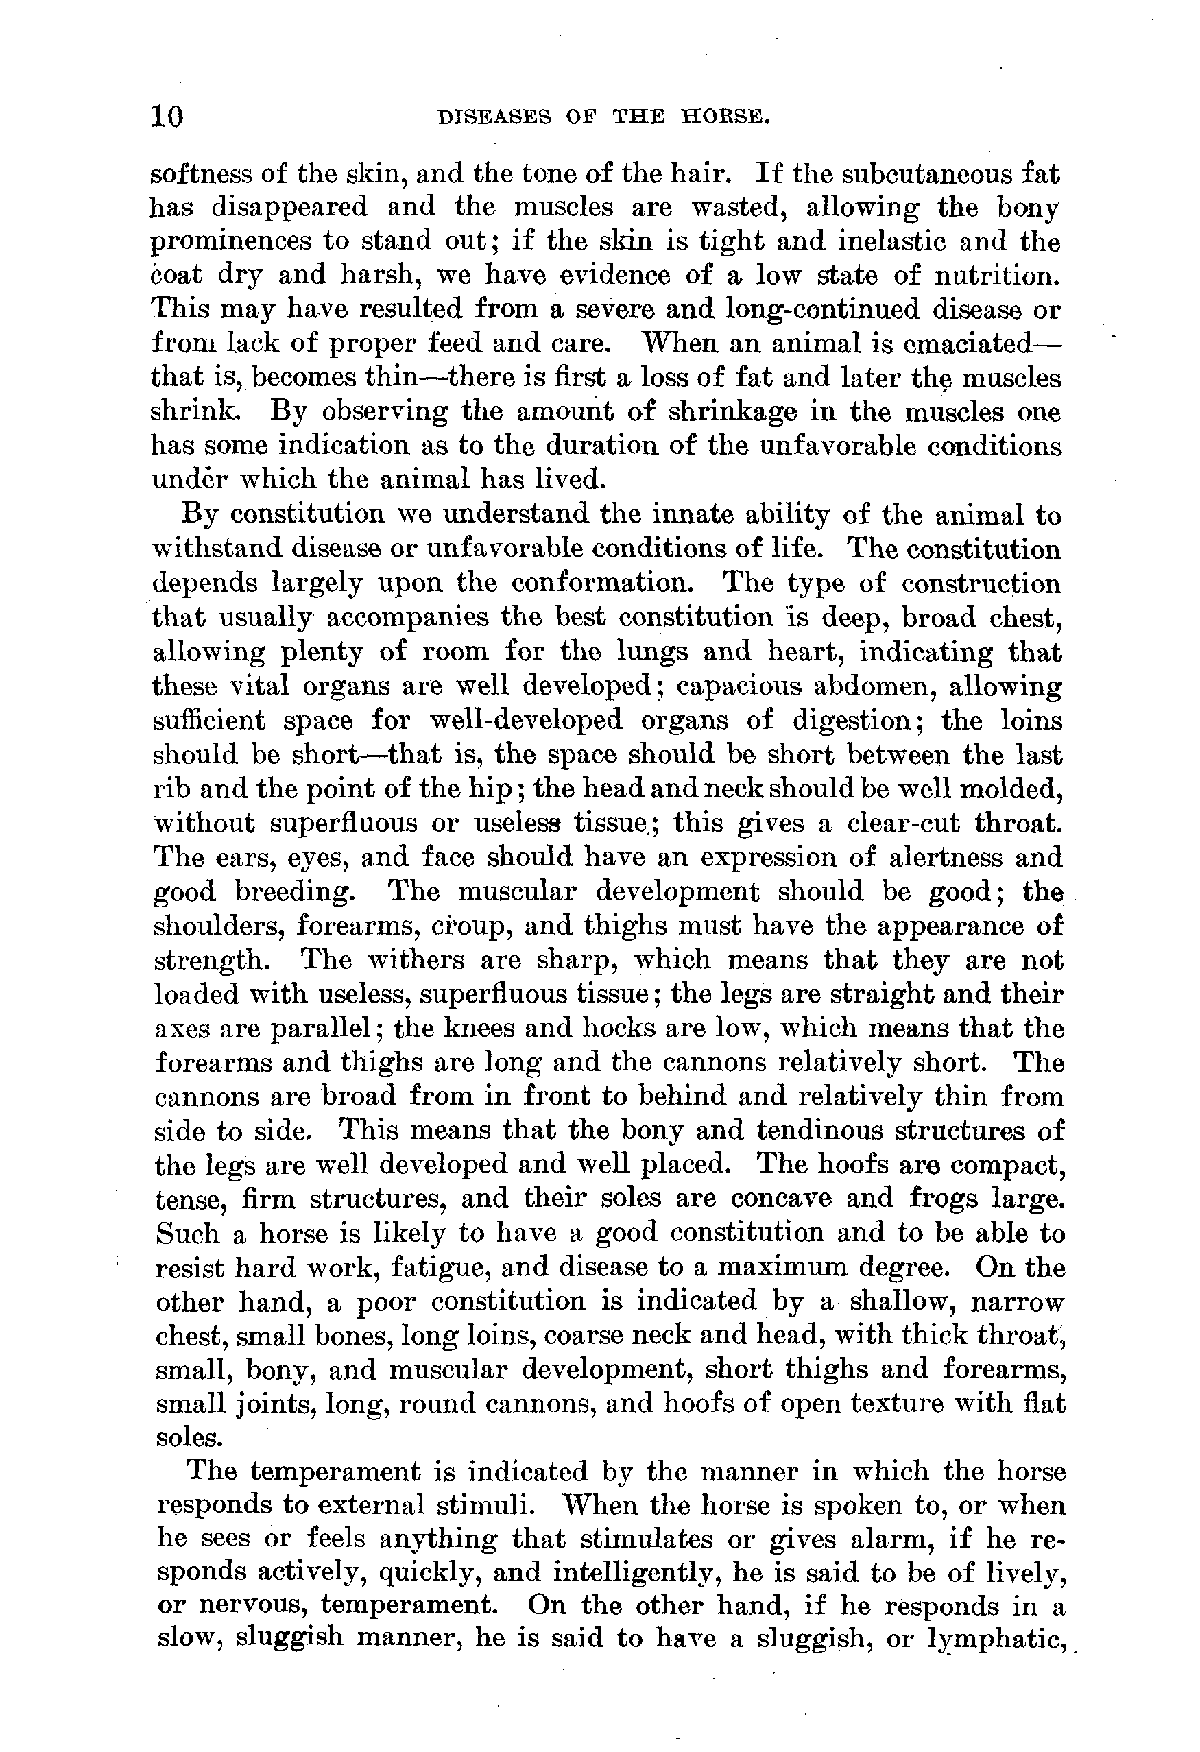 10 DISEASES OF THE HORSE.
softness of the skin, and the tone of the hair. If the subcutaneous fat
has disappeared and the muscles are wasted, allowing the bony
prominences to stand out; if the skin is tight and inelastic and the
coat dry and harsh, we have evidence of a low state of nutrition.
This may have resulted from a severe and long-continued disease or
from lack of proper feed and care. When an animal is emaciated—
that is, becomes thin—there is first a loss of fat and later the muscles
shrink. By observing the amount of shrinkage in the muscles one
has some indication as to the duration of the unfavorable conditions
under which the animal has lived.
By constitution we understand the innate ability of the animal to
withstand disease or unfavorable conditions of life. The constitution
depends largely upon the conformation. The type of construction
that usually accompanies the best constitution is deep, broad chest,
allowing plenty of room for the lungs and heart, indicating that
these vital organs are well developed; capacious abdomen, allowing
sufficient space for well-developed organs of digestion; the loins
should be short—that is, the space should be short between the last
rib and the point of the hip; the head and neck should be well molded,
without superfluous or useless tissue; this gives a clear-cut throat.
The ears, eyes, and face should have an expression of alertness and
good breeding. The muscular development should be good; the
shoulders, forearms, croup, and thighs must have the appearance of
strength. The withers are sharp, which means that they are not
loaded with useless, superfluous tissue; the legs are straight and their
axes are parallel; the knees and hocks are low, which means that the
forearms and thighs are long and the cannons relatively short. The
cannons are broad from in front to behind and relatively thin from
side to side. This means that the bony and tendinous structures of
the legs are well developed and well placed. The hoofs are compact,
tense, firm structures, and their soles are concave and frogs large.
Such a horse is likely to have a good constitution and to be able to
resist hard work, fatigue, and disease to a maximum degree. On the
other hand, a poor constitution is indicated by a shallow, narrow
chest, small bones, long loins, coarse neck and head, with thick throat,
small, bony, and muscular development, short thighs and forearms,
small joints, long, round cannons, and hoofs of open texture with flat
soles.
The temperament is indicated by the manner in which the horse
responds to external stimuli. When the horse is spoken to, or when
he sees or feels anything that stimulates or gives alarm, if he re-
sponds actively, quickly, and intelligently, he is said to be of lively,
or nervous, temperament. On the other hand, if he responds in a
slow, sluggish manner, he is said to have a sluggish, or lymphatic,